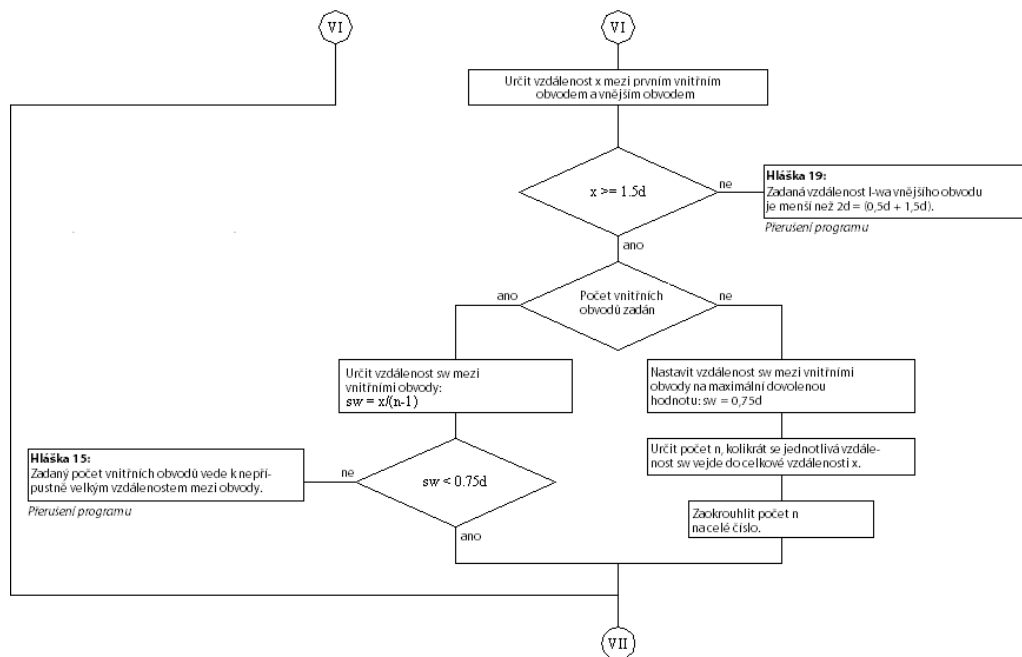 VI
VI
Určit vzdálenost x mezi prvním vnitřním
obvodem a vnějším obvodem
x >= 1.5d
ne
Hláška 19:
Zadaná vzdálenost I-wa vnějšího obvodu
je menší než 2d = (0,5d + 1,5d).
Přerušení programu
ano
ano
Počet vnitřních
obvodů zadán
ne
Určit vzdálenost sw mezi
vnitřními obvody:
sw = x/(n-1)
Nastavit vzdálenost sw mezi vnitřními
obvody na maximální dovolenou
hodnotu: sw = 0,75d
Hláška 15:
Zadaný počet vnitřních obvodů vede k nepří-
pustně velkým vzdálenostem mezi obvody.
Přerušení programu
ne
sw < 0.75d
ano
Určit počet n, kolikrát se jednotlivá vzdále-
nost sw vejde do celkové vzdálenosti x.
Zaokrouhlit počet n
na celé číslo.
VII